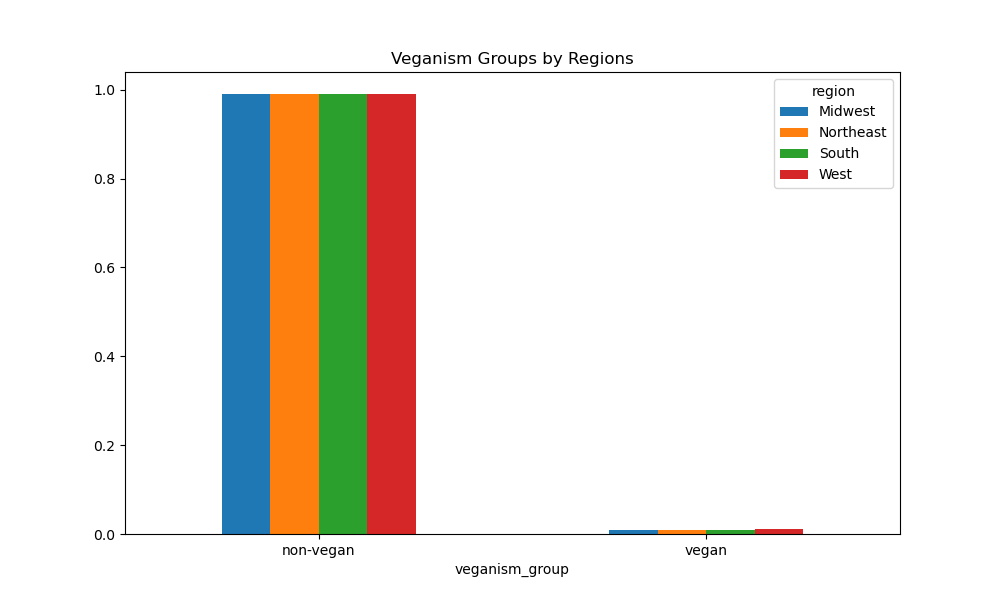 Veganism Groups by Regions
1.0
0.8
0.6
0.4
0.2
0.0
region
Midwest
Northeast
South
West
non-vegan
vegan
veganism_group